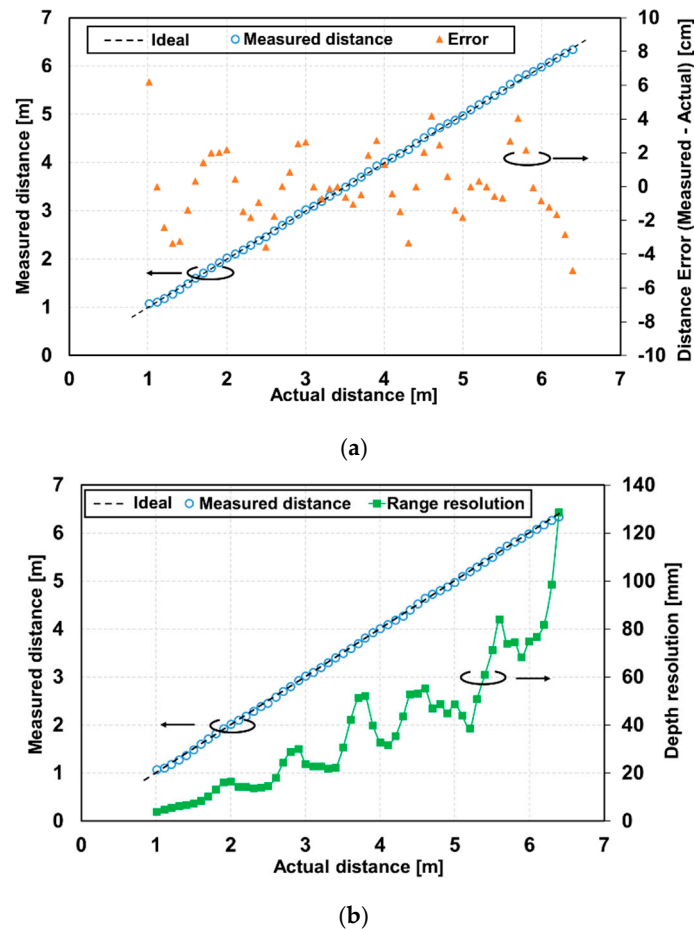 7
6
5
4
3
2
1
0
Measured distance [m]
Ideal
Measured distance
Error
10
8
6
4
2
0
-2
-4
-6
-8
-10
Distance Error (Measured - Actual) [cm]
0 1 2 3 4 5 6 7
Actual distance [m]
(a)
7
6
5
4
3
2
1
0
Measured distance [m]
Ideal
Measured distance
Range resolution
140
120
100
80
60
40
20
0
Depth resolution [mm]
0 1 2 3 4 5 6 7
Actual distance [m]
(b)